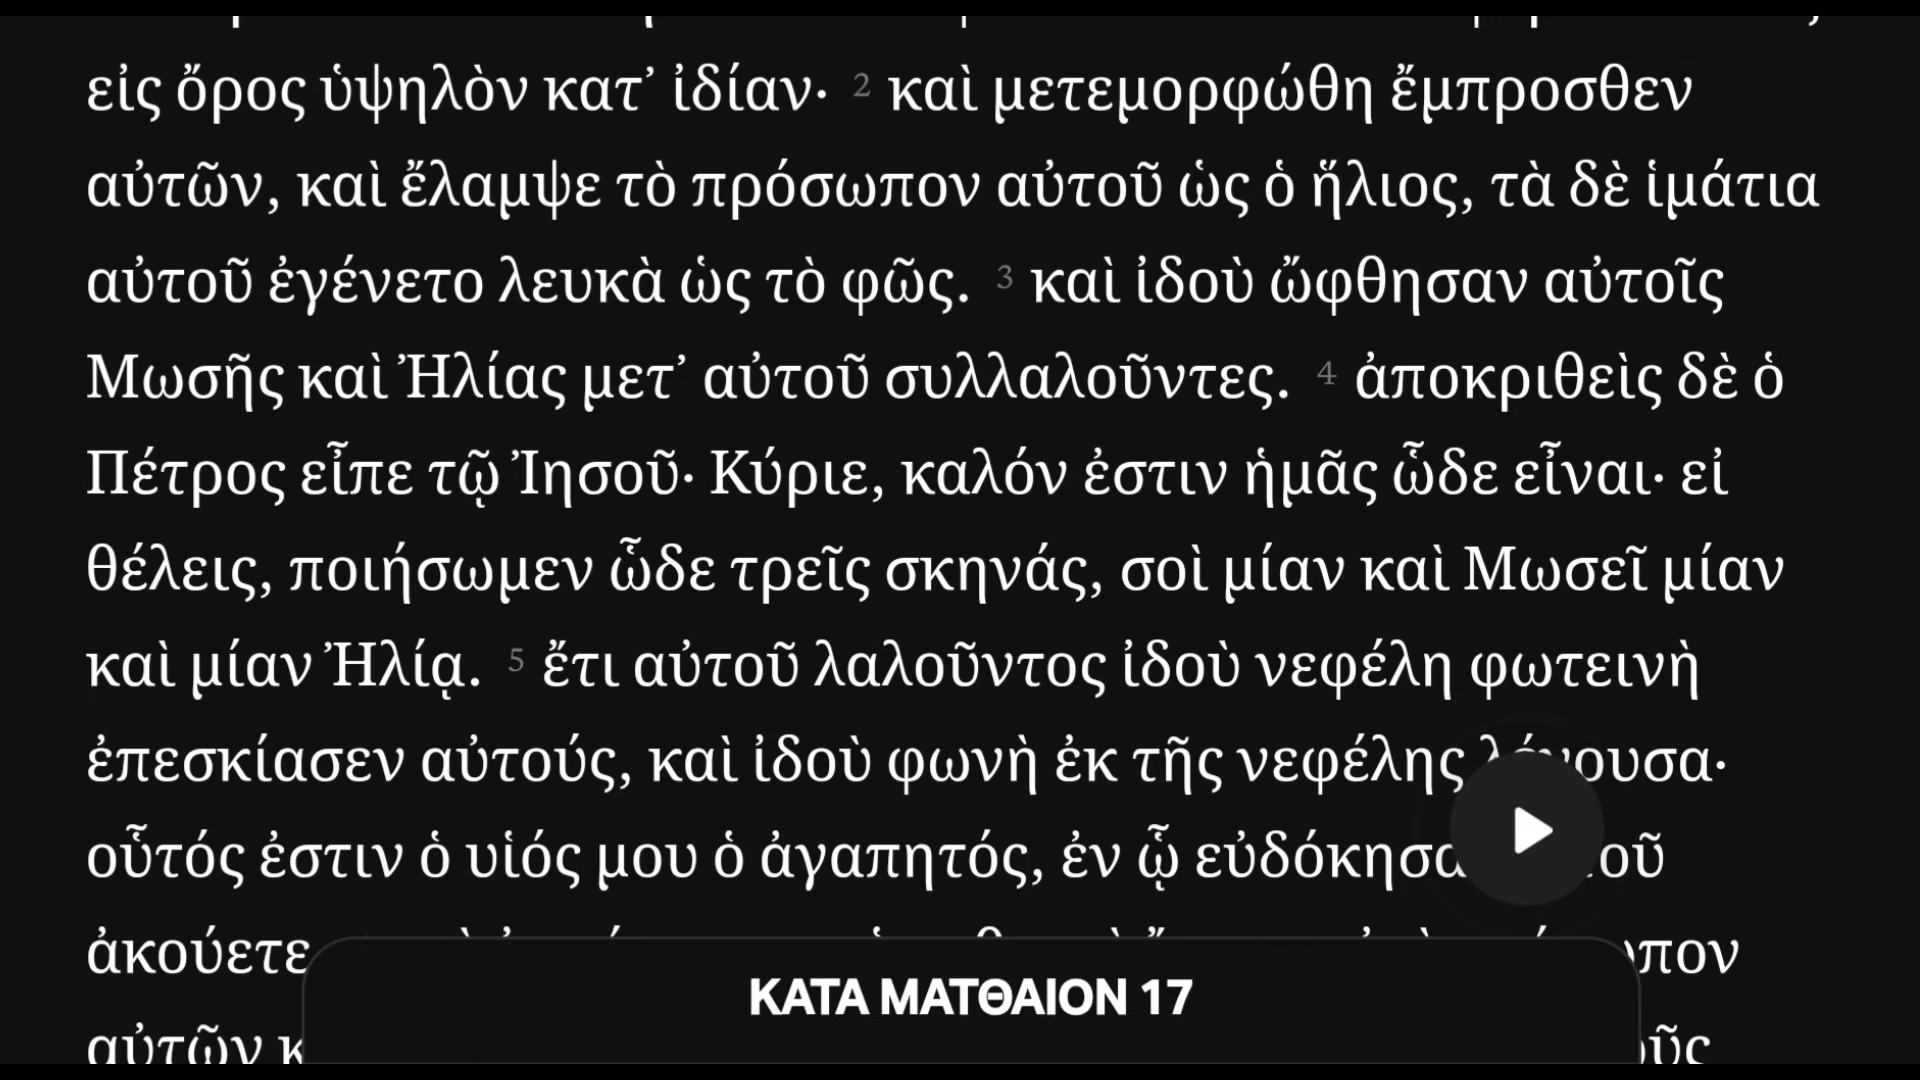 εἰς ὄρος ὑψηλὸν κατ᾿ ἰδίαν· 2 καὶ μετεμορφώθη ἔμπροσθεν
αὐτῶν, καὶ ἔλαμψε τὸ πρόσωπον αὐτοῦ ὡς ὁ ἥλιος, τὰ δὲ ἱμάτια
αὐτοῦ ἐγένετο λευκὰ ὡς τὸ φῶς. 3 καὶ ἰδοὺ ὤφθησαν αὐτοῖς
Μωσῆς καὶ Ἠλίας μετ᾿ αὐτοῦ συλλαλοῦντες. 4 ἀποκριθεὶς δὲ ὁ
Πέτρος εἶπε τῷ Ἰησοῦ· Κύριε, καλόν ἐστιν ἡμᾶς ὧδε εἶναι· εἰ
θέλεις, ποιήσωμεν ὧδε τρεῖς σκηνάς, σοὶ μίαν καὶ Μωσεῖ μίαν
καὶ μίαν Ἠλίᾳ. 5 ἔτι αὐτοῦ λαλοῦντος ἰδοὺ νεφέλη φωτεινὴ
ἐπεσκίασεν αὐτούς, καὶ ἰδοὺ φωνὴ ἐκ τῆς νεφέλης λέγουσα·
οὗτός ἐστιν ὁ υἱός μου ὁ ἀγαπητός, ἐν ᾧ εὐδόκησα
ἀκούετε
ΚΑΤΑ ΜΑΤΘΑΙΟΝ 17
αὐτῶν